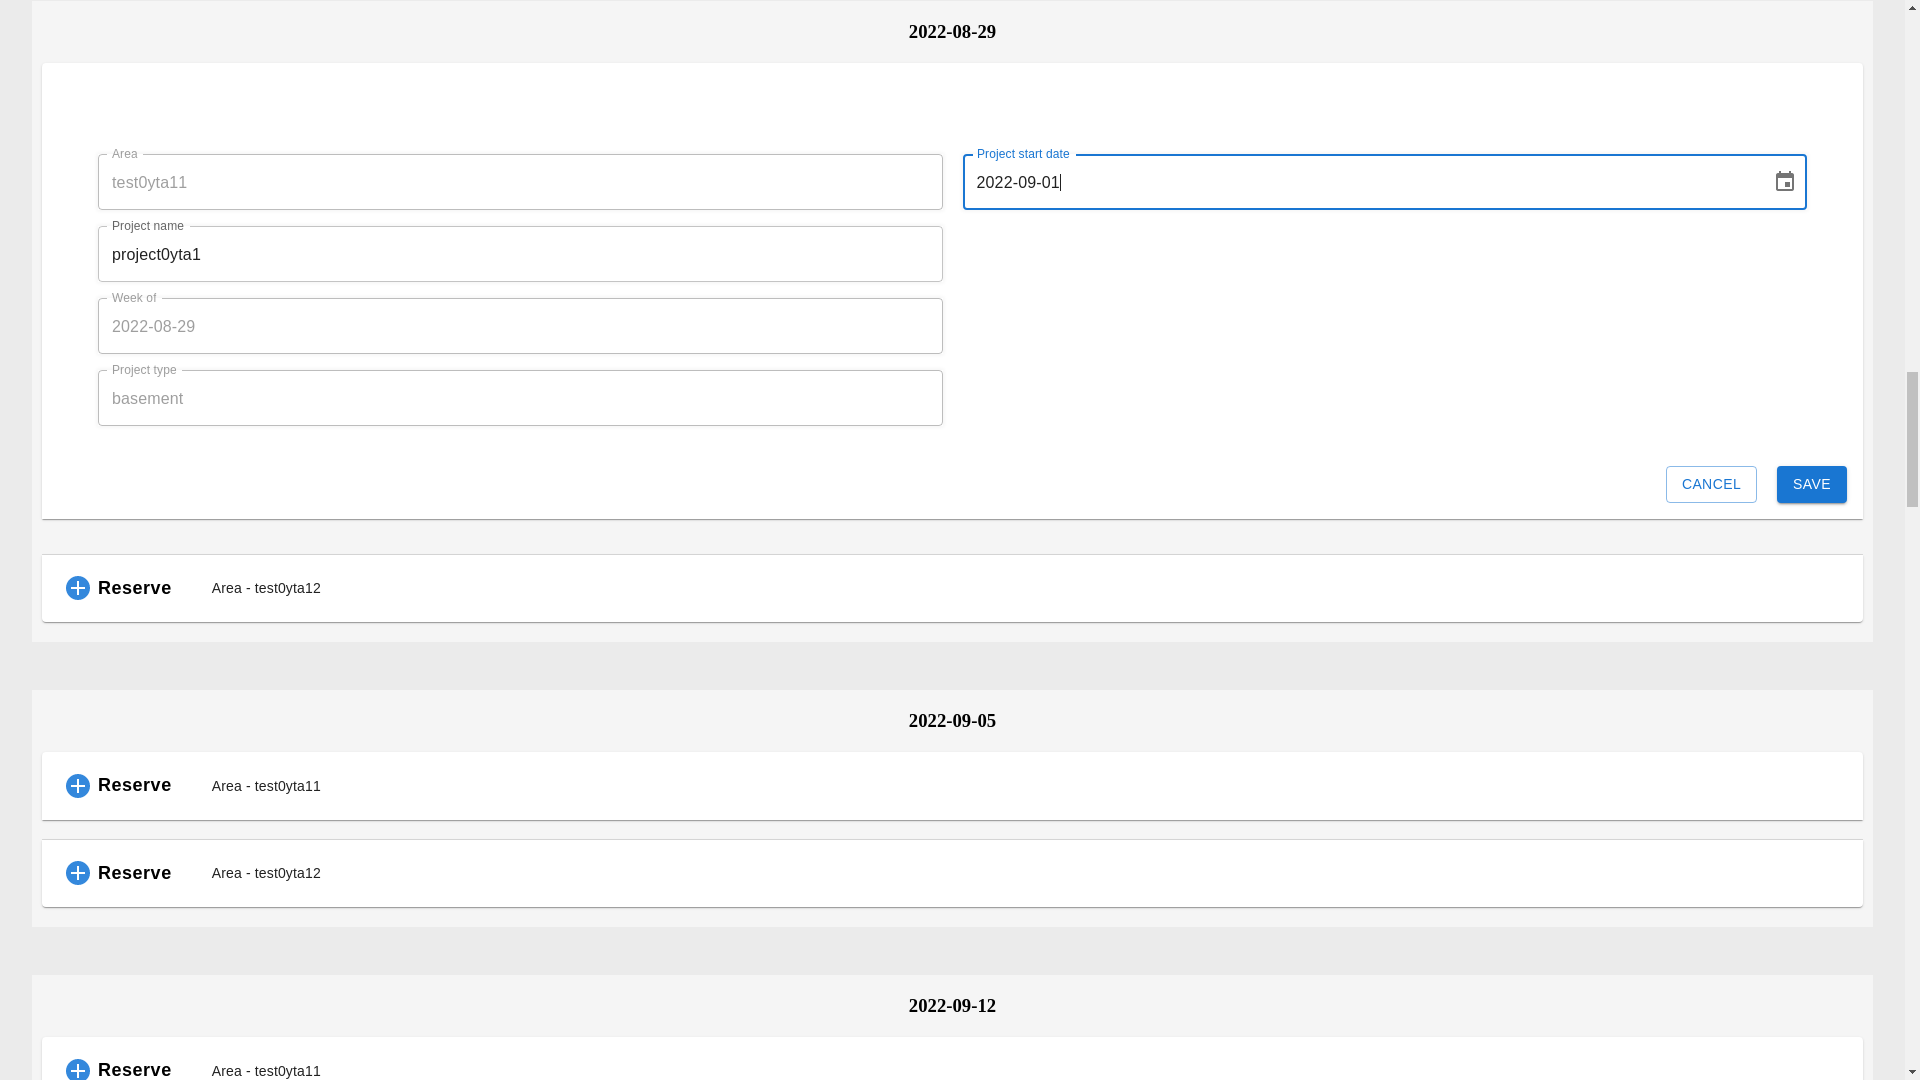 2022-08-29
Area
test0yta11
Project start date
2022-09-01
Project name
project0yta1
Week of
2022-08-29
Project type
basement
CANCEL
SAVE
Reserve
Area - test0yta12
2022-09-05
Reserve
Area - test0yta11
Reserve
Area - test0yta12
2022-09-12
Reserve
Area - test0yta11